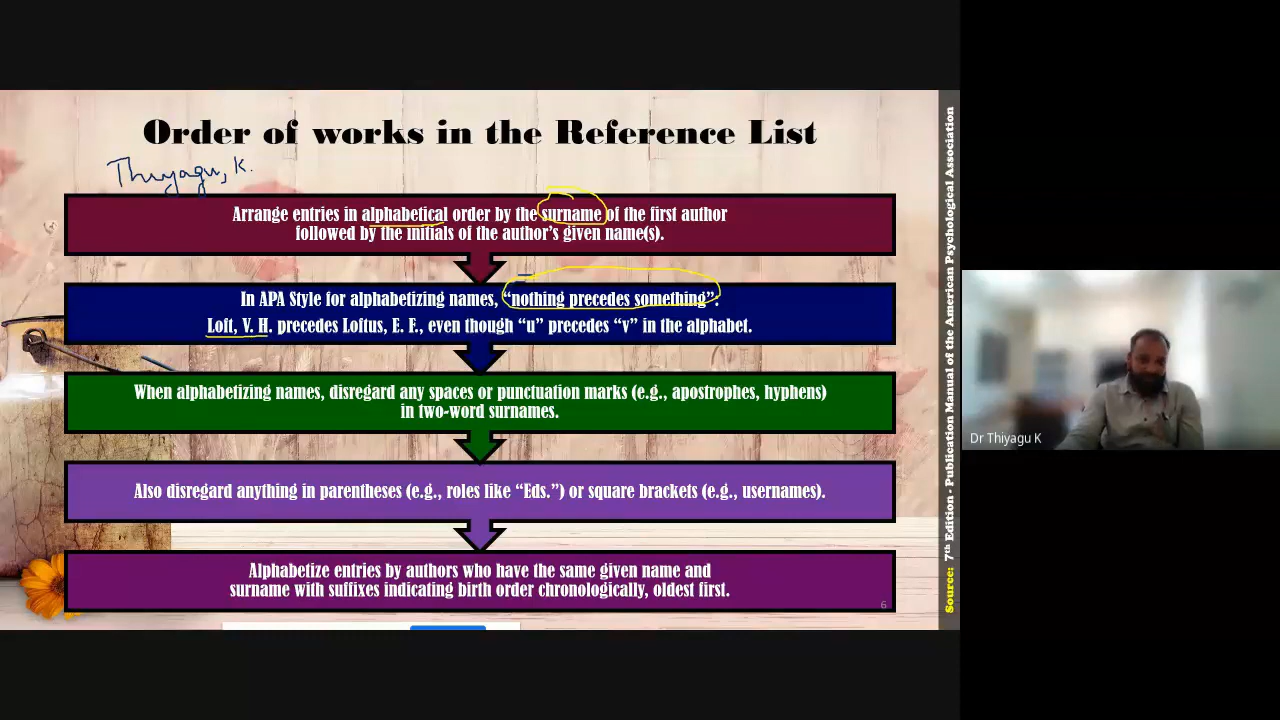 Order of works in the Reference List
Thiyagu, K.
Arrange entries in alphabetical order by the surname of the first author
followed by the initials of the author's given name(s).
In APA Style for alphabetizing names, “nothing precedes something”.
Loft, V. H. precedes Loftus, E. F., even though “u” precedes “v” in the alphabet.
When alphabetizing names, disregard any spaces or punctuation marks (e.g., apostrophes, hyphens)
in two-word surnames.
Also disregard anything in parentheses (e.g., roles like “Eds.”) or square brackets (e.g., usernames).
Alphabetize entries by authors who have the same given name and
surname with suffixes indicating birth order chronologically, oldest first.
6
Source: 7th Edition - Publication Manual of the American Psychological Association
Dr Thiyagu K